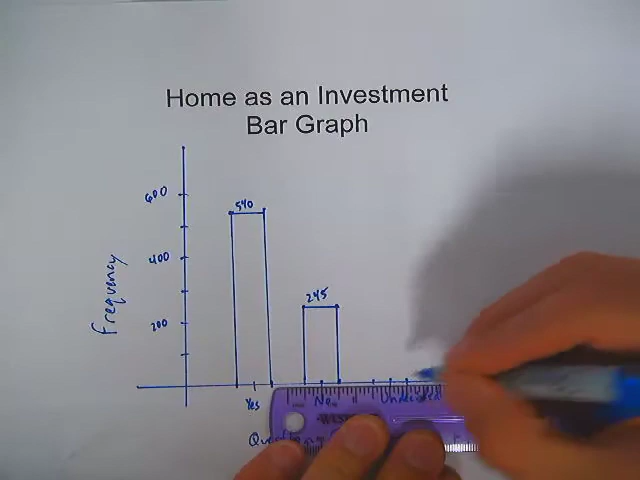 Home as an Investment
Bar Graph
600
540
400
Frequency
245
200
Yes
No
Undecided